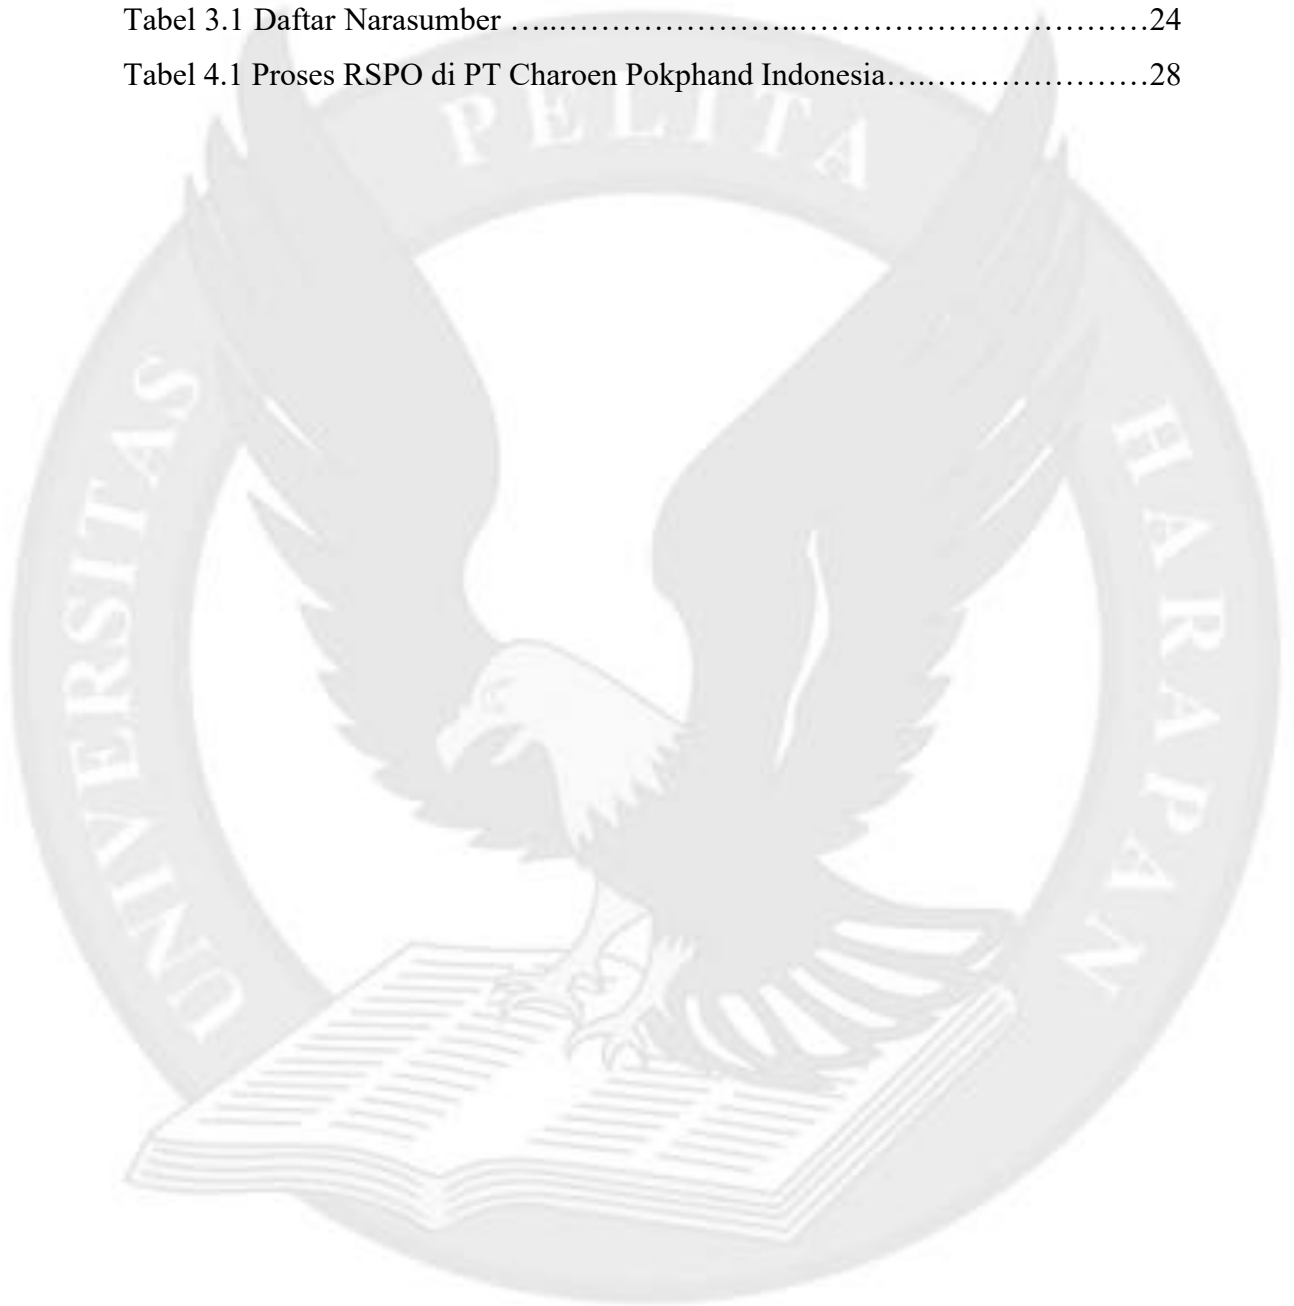 Tabel 3.1 Daftar Narasumber …...…………………...……………………………24
Tabel 4.1 Proses RSPO di PT Charoen Pokphand Indonesia….…………………28
UNIVERSITAS PELITA HARAPAN